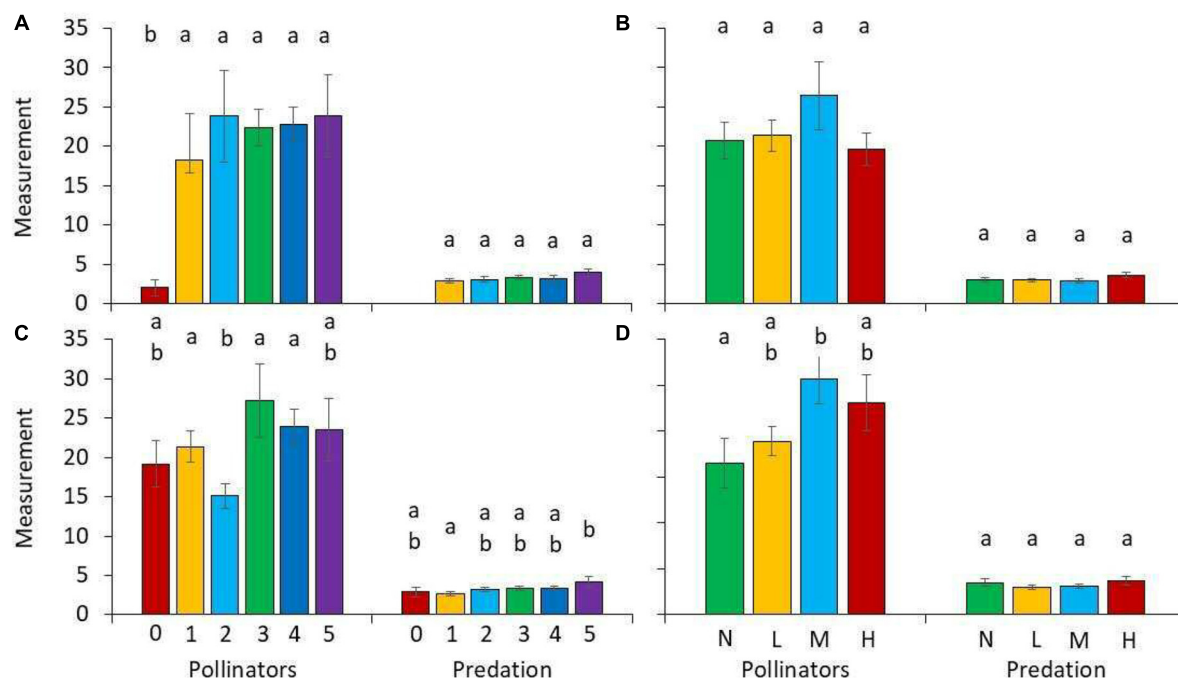 A
35
30
25
20
15
10
5
0
Measurement
b a a a a a
a a a a a
B
a a a a
a a a a
C
35
30
25
20
15
10
5
0
Measurement
a a
b a b a a b
a a a a
b a b b b b
0 1 2 3 4 5
0 1 2 3 4 5
Pollinators
Predation
D
a a
a b b b
a a a a
N L M H
N L M H
Pollinators
Predation